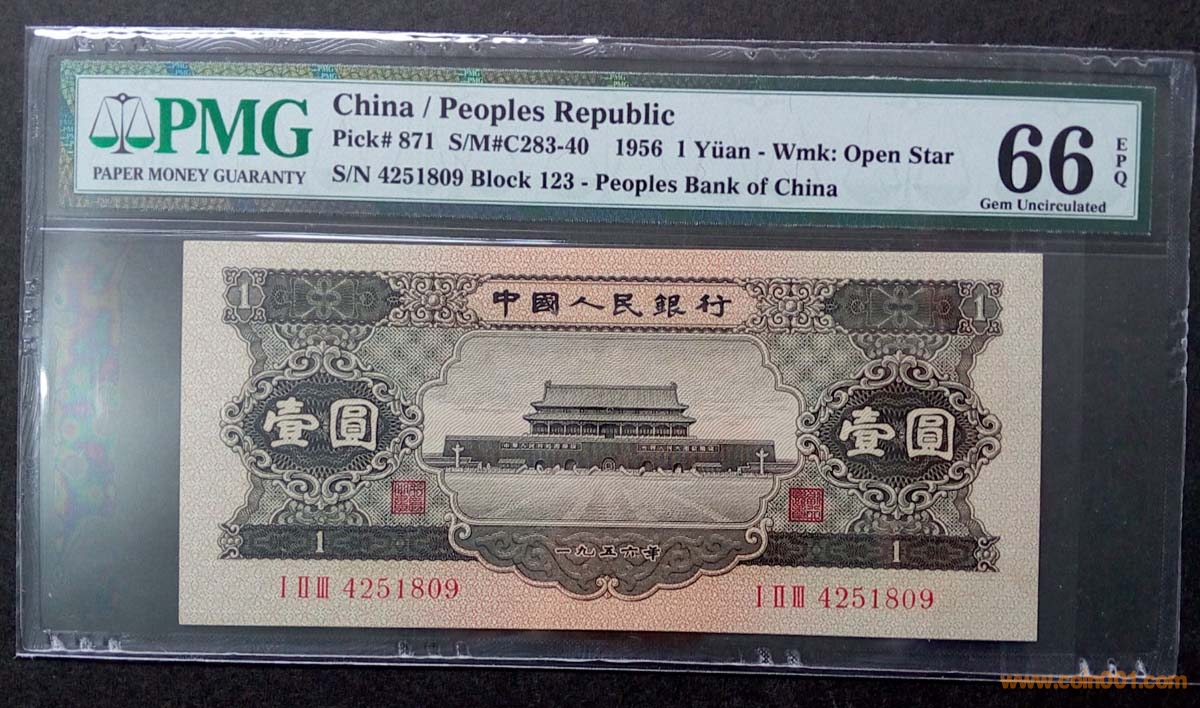 PMG
PAPER MONEY GUARANTY
China / Peoples Republic
Pick# 871 S/M#C283-40 1956 1 Yüan - Wmk: Open Star
S/N 4251809 Block 123 - Peoples Bank of China
66
EPQ
Gem Uncirculated
1 中國人民銀行 1
壹圓 壹圓
一九五六年
1 1
I II III 4251809 I II III 4251809
www.coin001.com